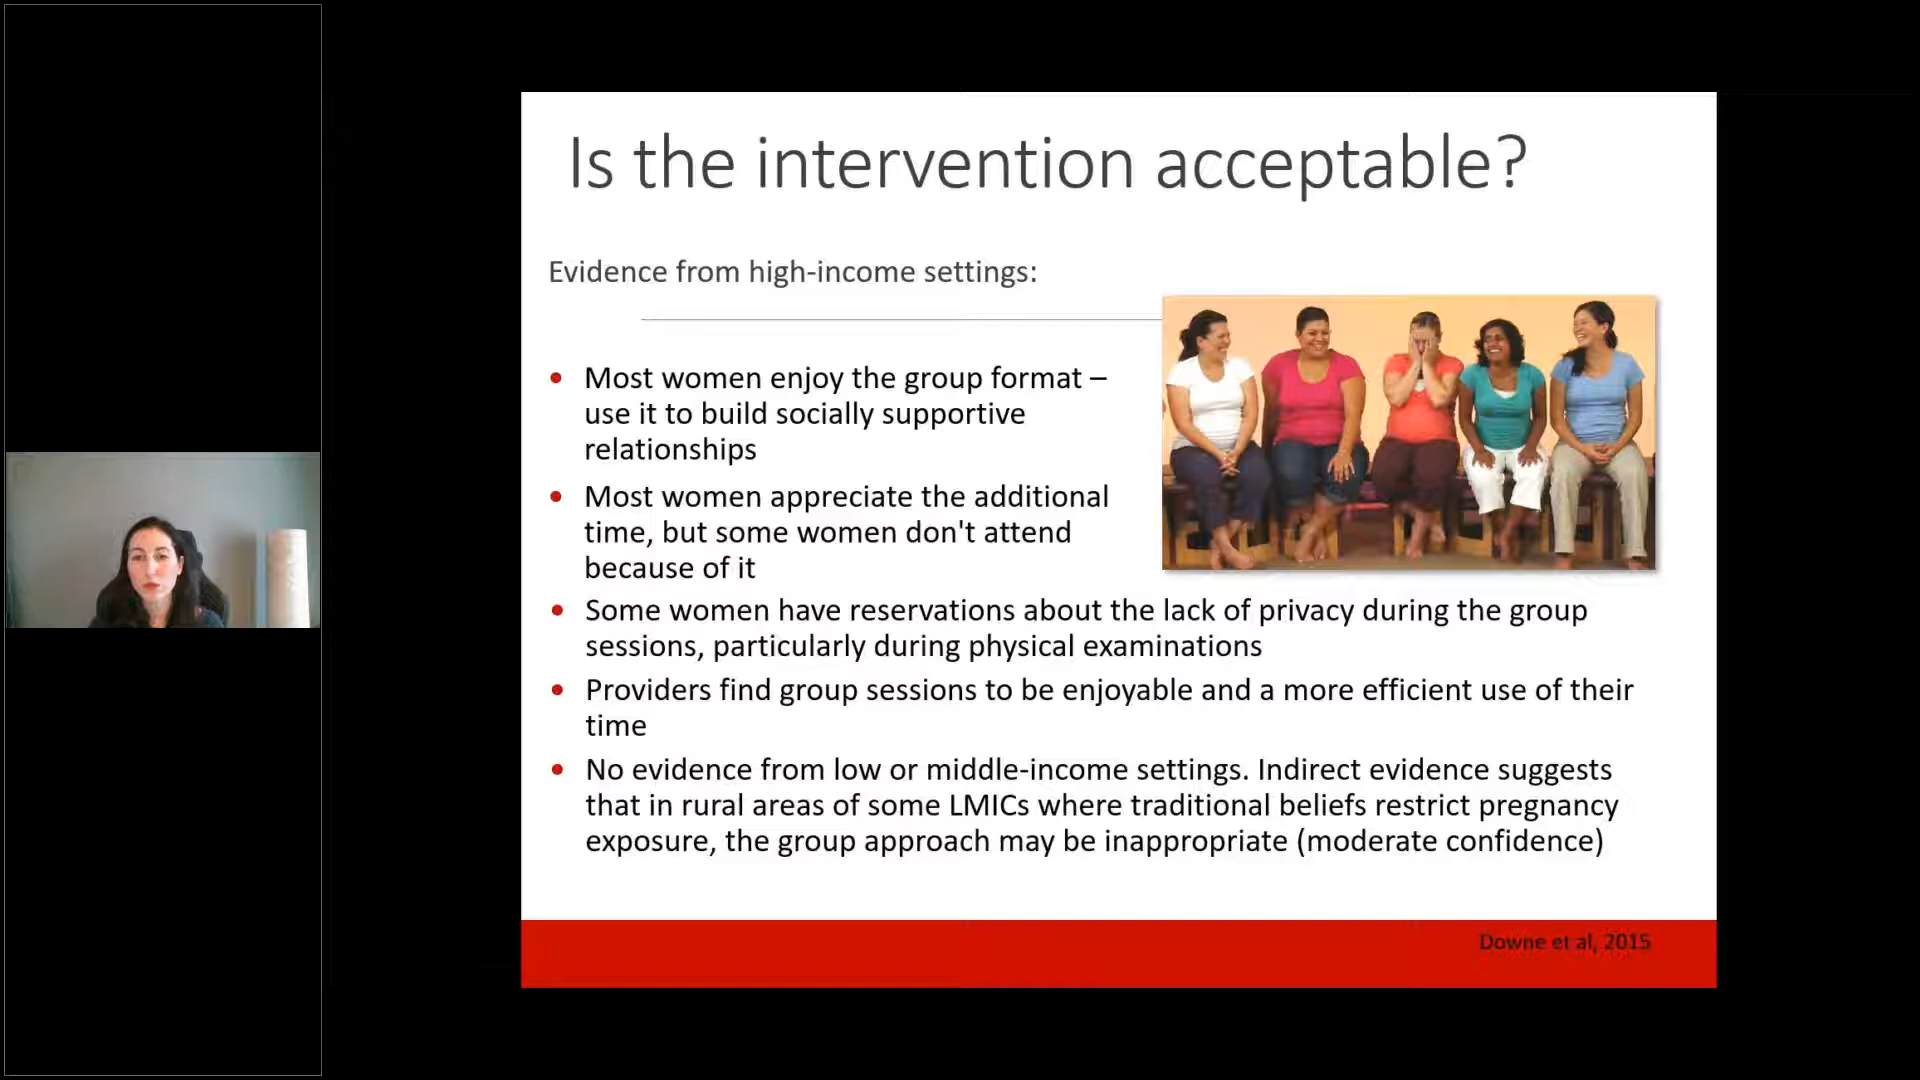 Is the intervention acceptable?
Evidence from high-income settings:
• Most women enjoy the group format –
use it to build socially supportive
relationships
• Most women appreciate the additional
time, but some women don't attend
because of it
• Some women have reservations about the lack of privacy during the group
sessions, particularly during physical examinations
• Providers find group sessions to be enjoyable and a more efficient use of their
time
• No evidence from low or middle-income settings. Indirect evidence suggests
that in rural areas of some LMICs where traditional beliefs restrict pregnancy
exposure, the group approach may be inappropriate (moderate confidence)
Downe et al, 2015